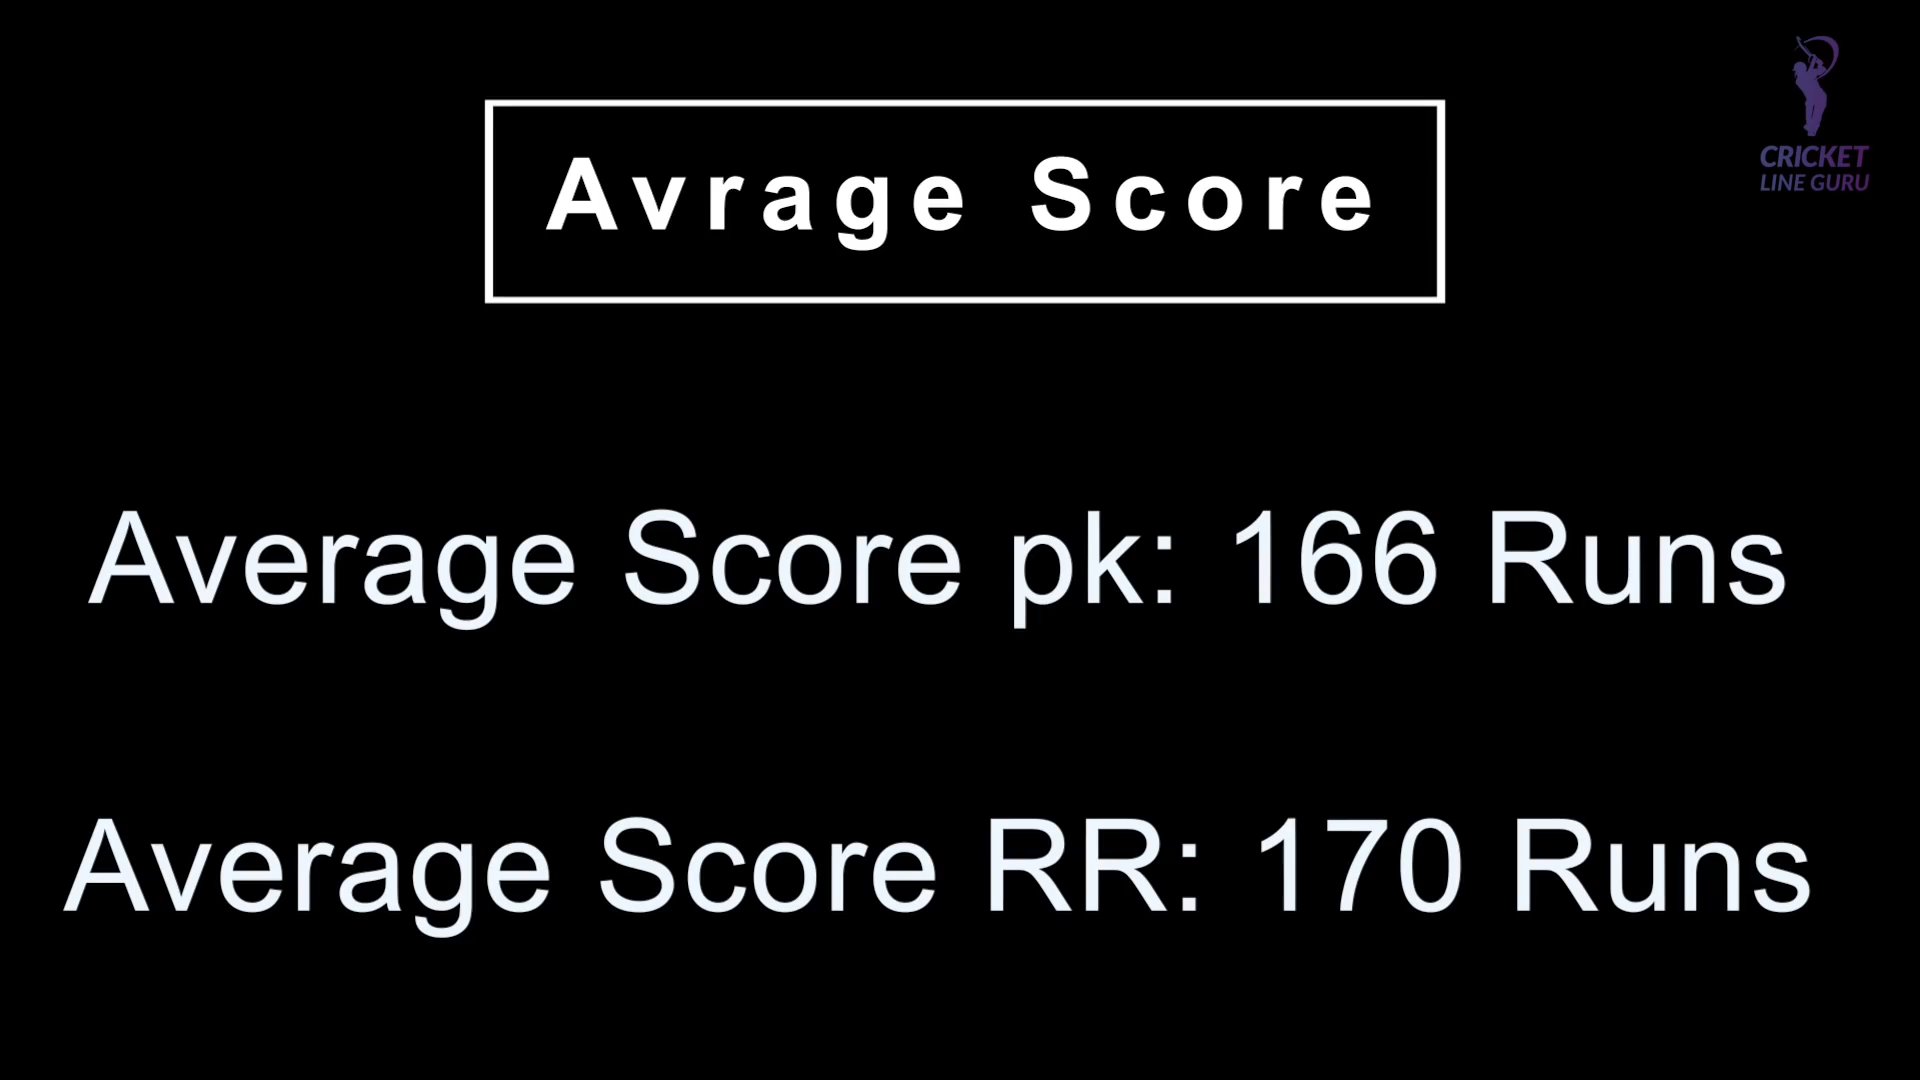 CRICKET
LINE GURU
Avrage Score
Average Score pk: 166 Runs
Average Score RR: 170 Runs